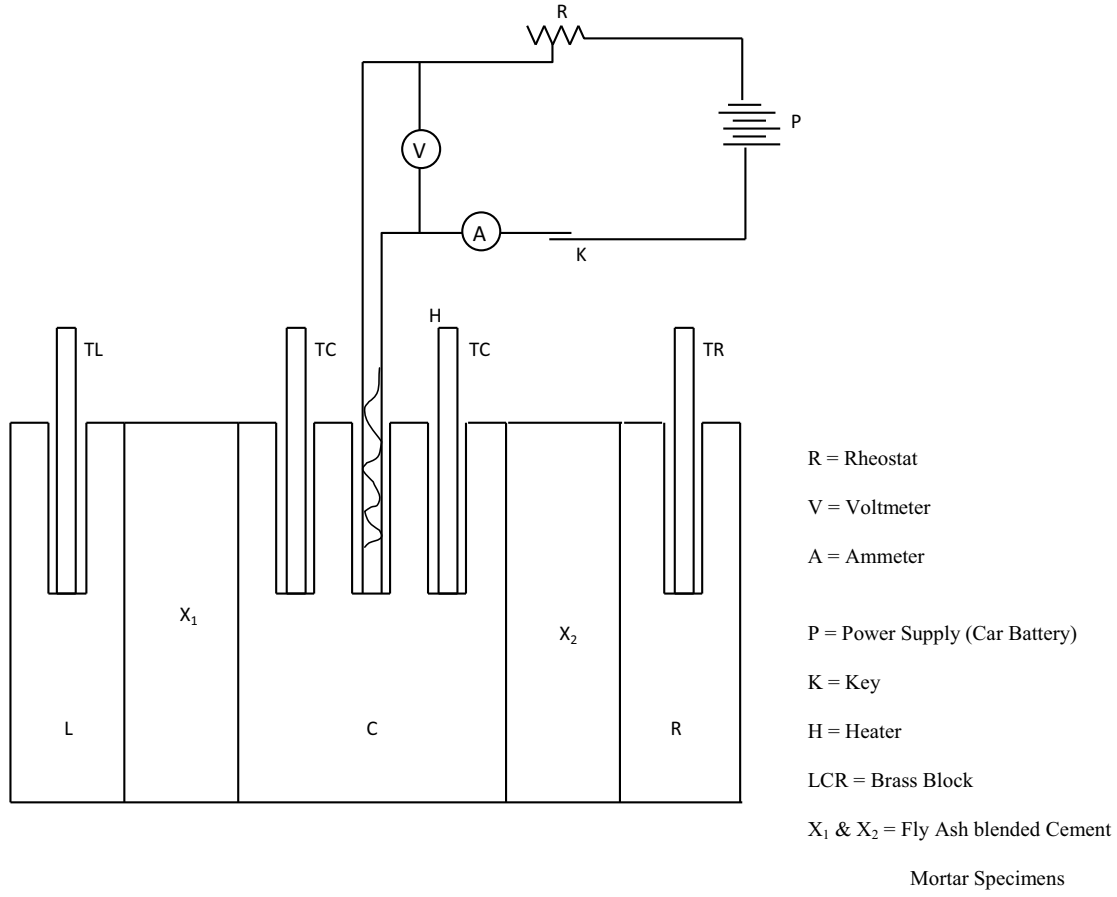 R
P
V
A
K
H
TL
TC
TC
TR
R = Rheostat
V = Voltmeter
A = Ammeter
X₁
X₂
P = Power Supply (Car Battery)
K = Key
L
C
R
H = Heater
LCR = Brass Block
X₁ & X₂ = Fly Ash blended Cement
Mortar Specimens